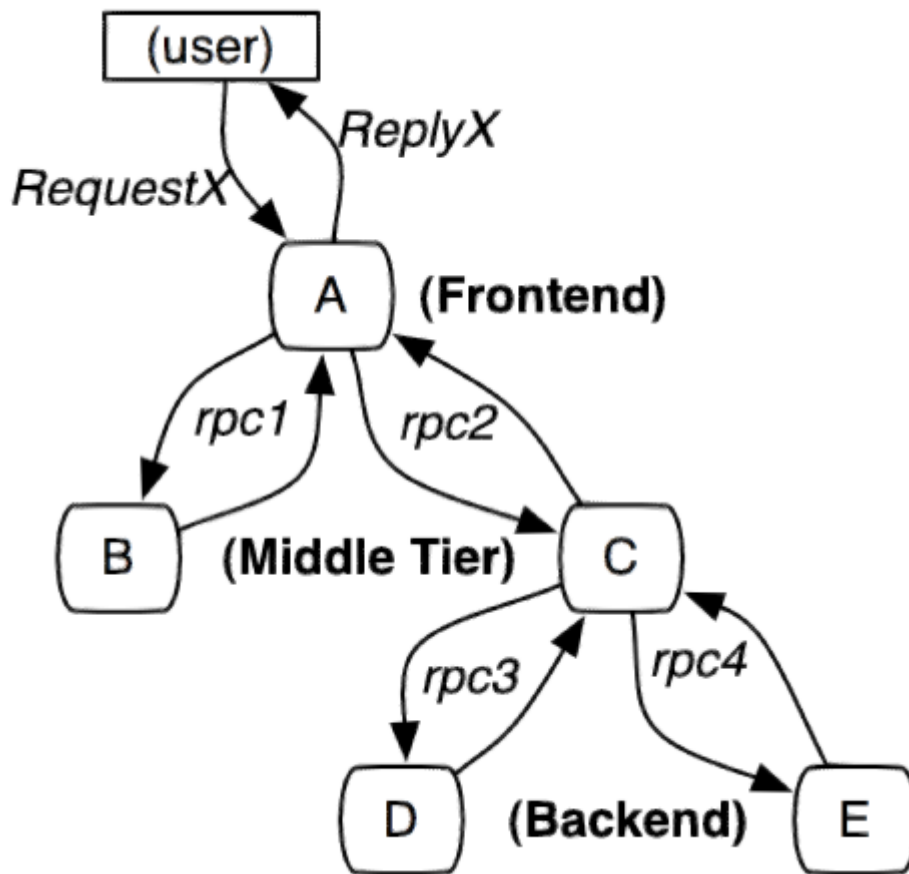 (user)
ReplyX
RequestX
A
(Frontend)
rpc1
rpc2
B
(Middle Tier)
C
rpc3
rpc4
D
(Backend)
E